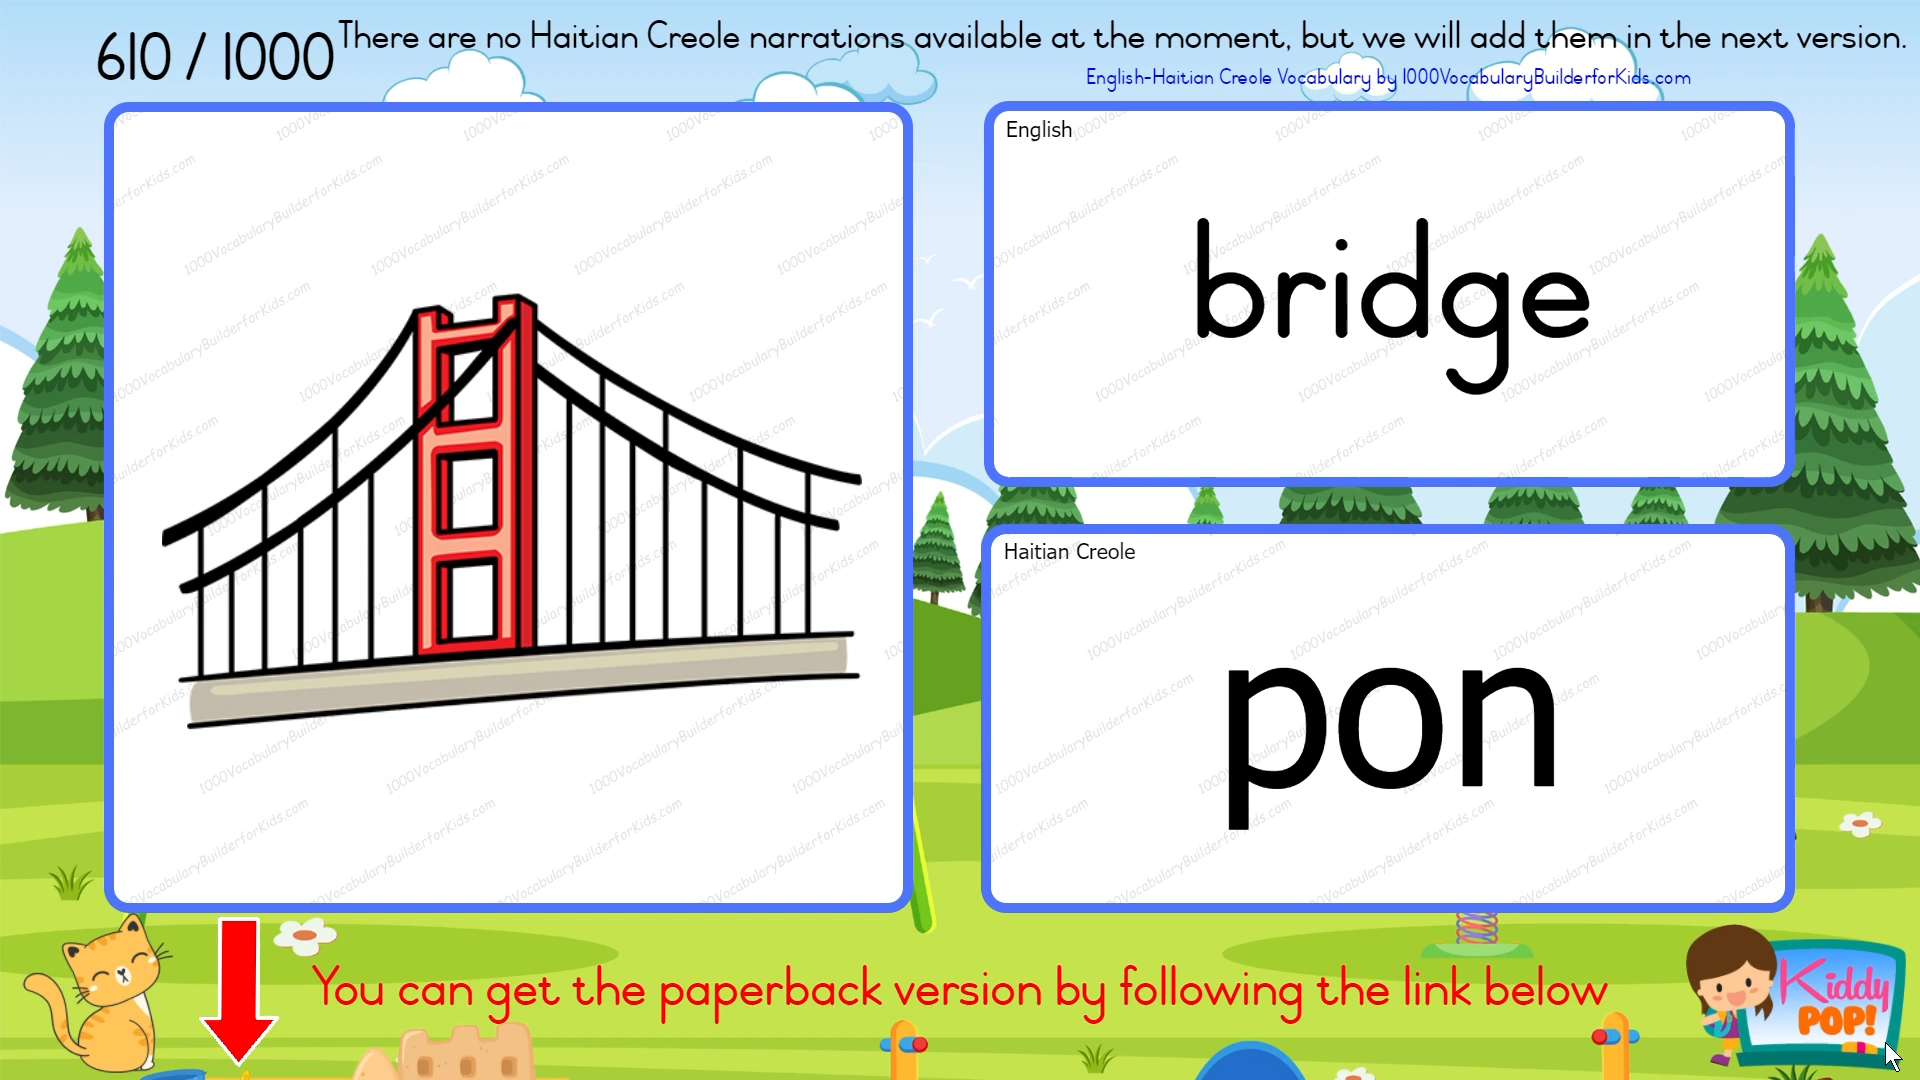 610 / 1000
There are no Haitian Creole narrations available at the moment, but we will add them in the next version.
English-Haitian Creole Vocabulary by 1000VocabularyBuilderforKids.com
English
bridge
Haitian Creole
pon
You can get the paperback version by following the link below
Kiddy
POP!
1000VocabularyBuilderforKids.com